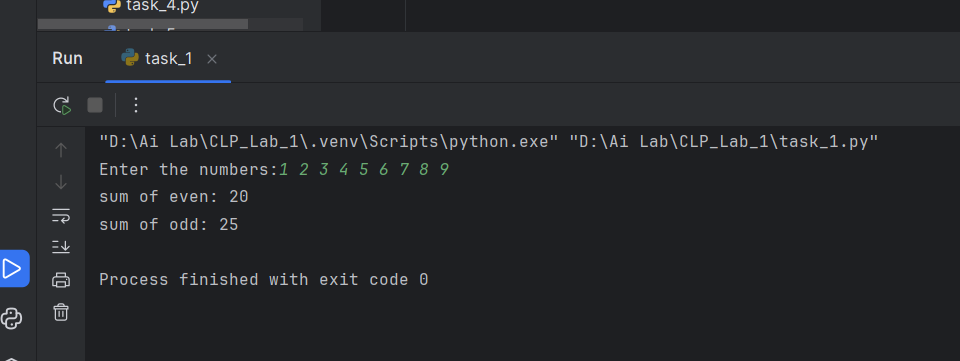 task_4.py
Run
task_1
"D:\Ai Lab\CLP_Lab_1\.venv\Scripts\python.exe" "D:\Ai Lab\CLP_Lab_1\task_1.py"
Enter the numbers:1 2 3 4 5 6 7 8 9
sum of even: 20
sum of odd: 25
Process finished with exit code 0